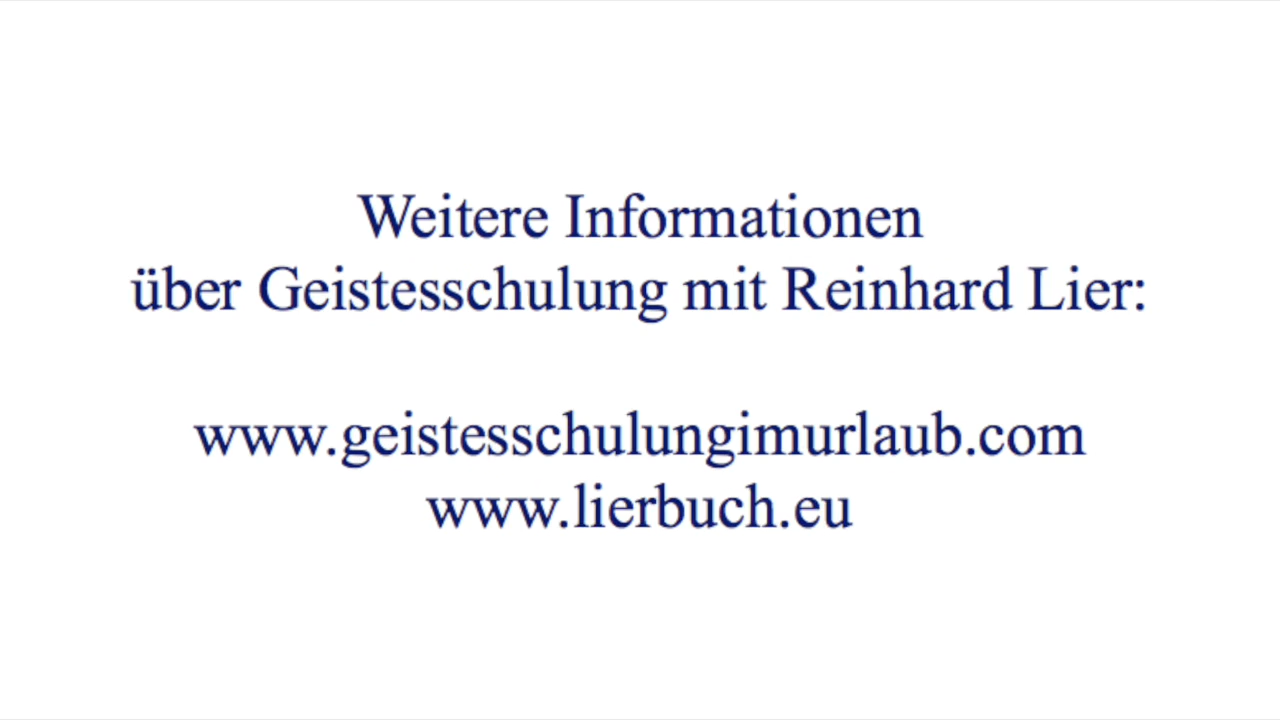 Weitere Informationen
über Geistesschulung mit Reinhard Lier:
www.geistesschulungimurlaub.com
www.lierbuch.eu